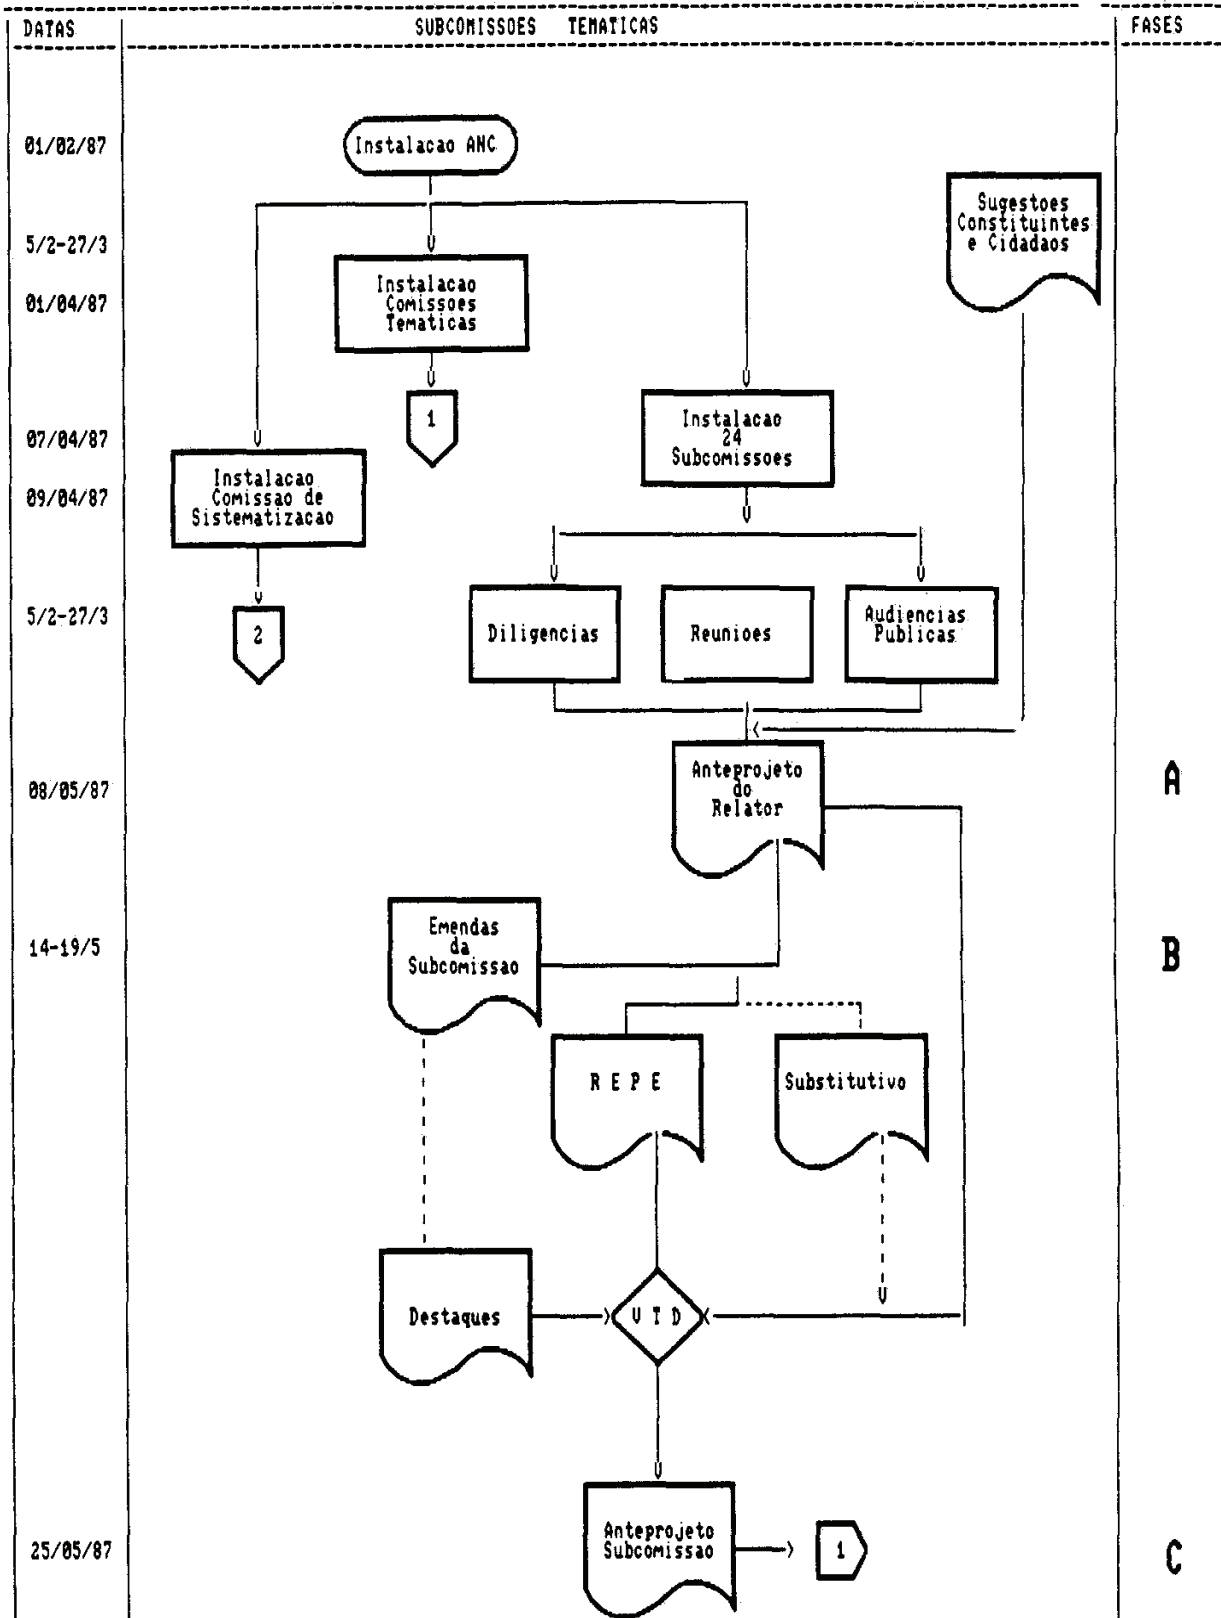 DATAS
SUBCOMISSOES TEMATICAS
FASES
01/02/87
Instalacao ANC
Sugestoes
Constituintes
e Cidadaos
5/2-27/3
01/04/87
Instalacao
Comissoes
Tematicas
1
07/04/87
Instalacao
24
Subcomissoes
09/04/87
Instalacao
Comissao de
Sistematizacao
5/2-27/3
2
Diligencias
Reunioes
Audiencias
Publicas
08/05/87
Anteprojeto
do
Relator
A
14-19/5
Emendas
da
Subcomissao
B
R E P E
Substitutivo
Destaques
V T D
25/05/87
Anteprojeto
Subcomissao
1
C